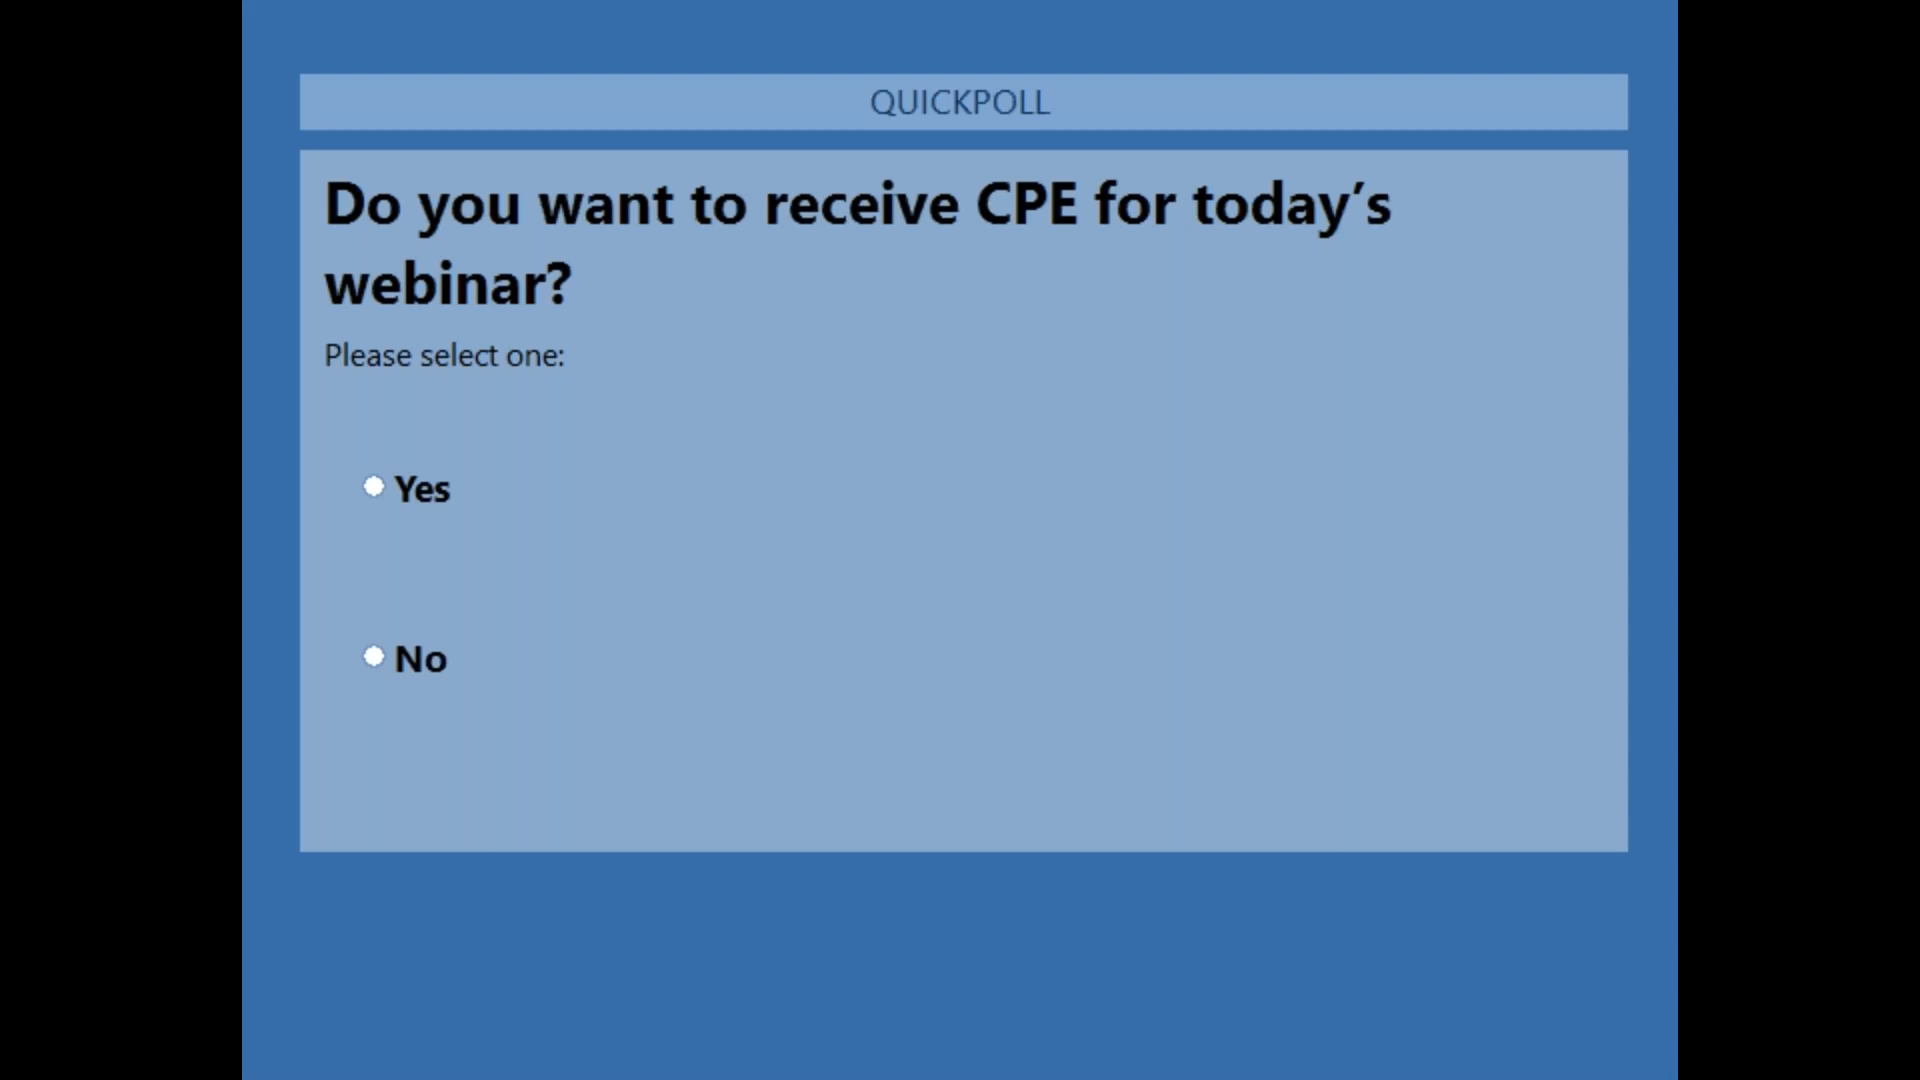 QUICKPOLL
Do you want to receive CPE for today’s
webinar?
Please select one:
Yes
No